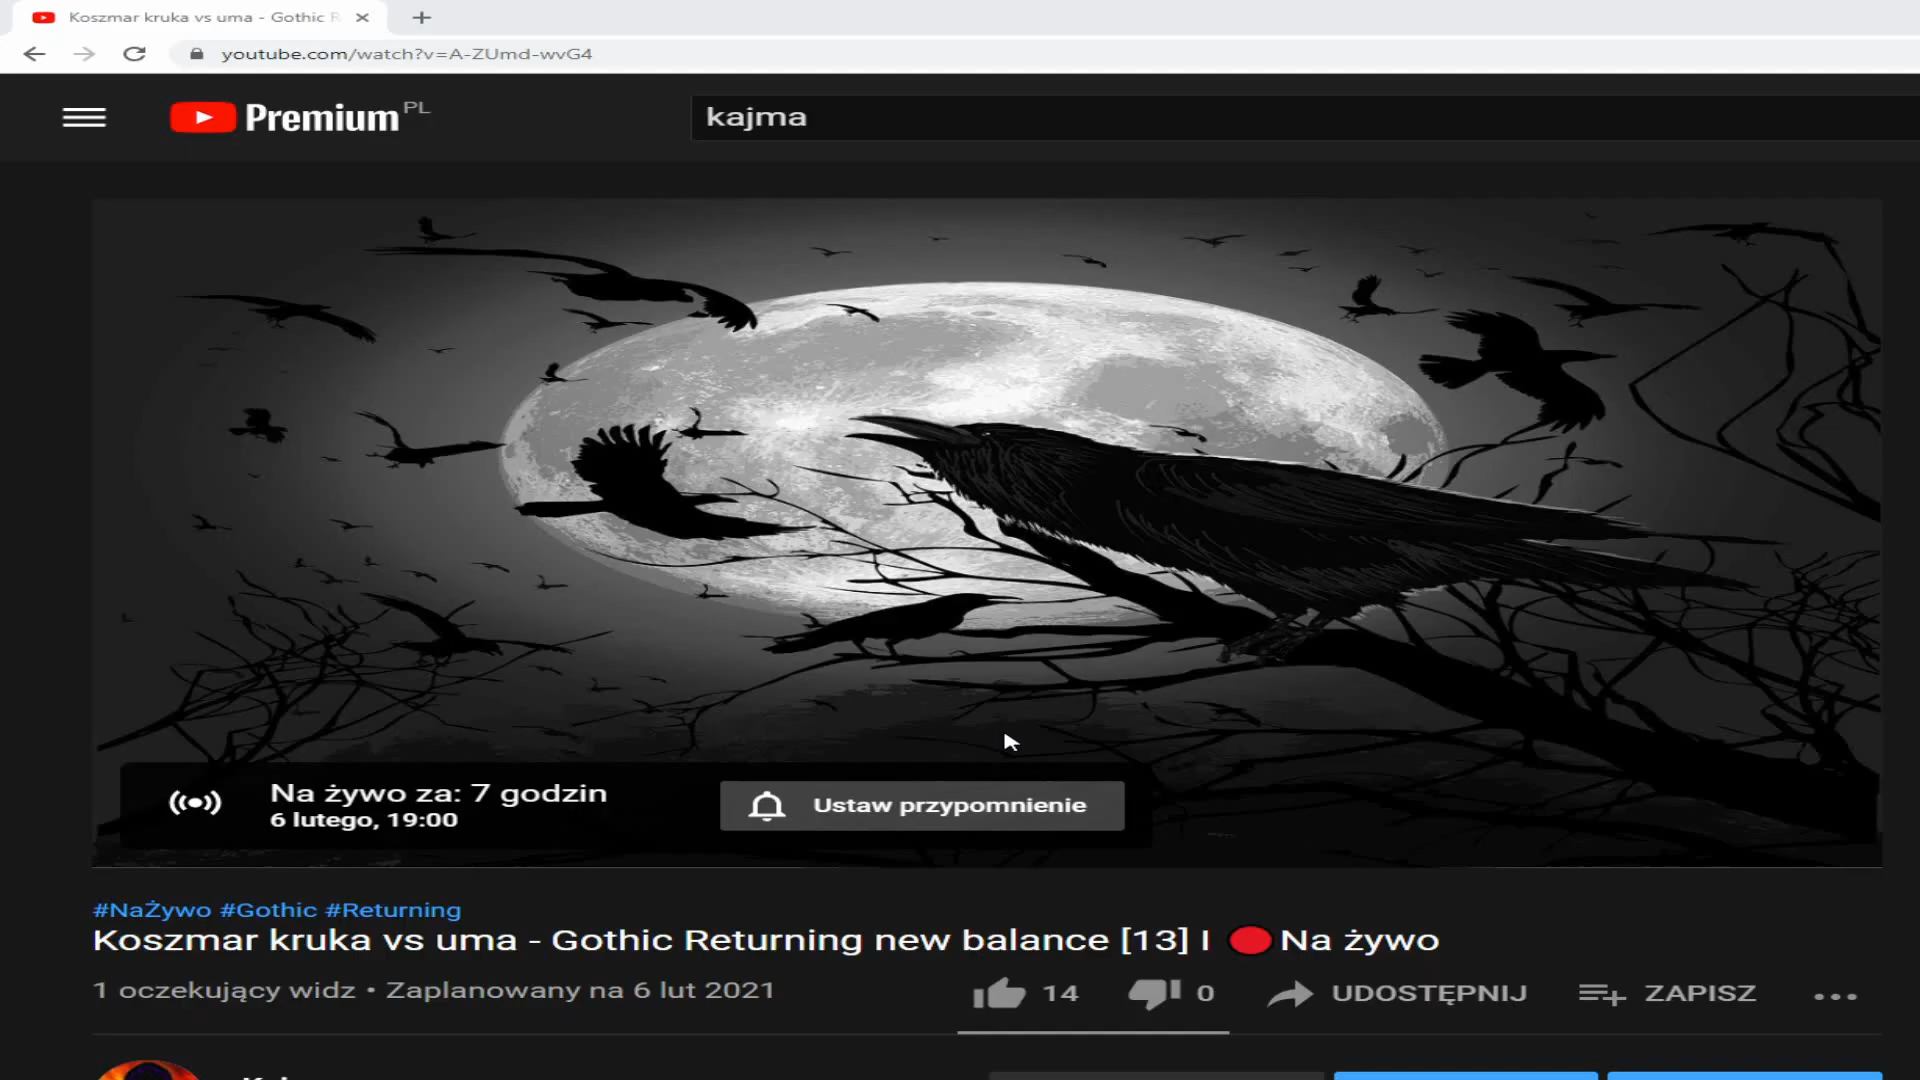 Koszmar kruka vs uma - Gothic R
youtube.com/watch?v=A-ZUmd-wvG4
Premium PL
kajma
Na żywo za: 7 godzin
6 lutego, 19:00
Ustaw przypomnienie
#NaŻywo #Gothic #Returning
Koszmar kruka vs uma - Gothic Returning new balance [13] I 🔴 Na żywo
1 oczekujący widz • Zaplanowany na 6 lut 2021
14
0
UDOSTĘPNIJ
ZAPISZ